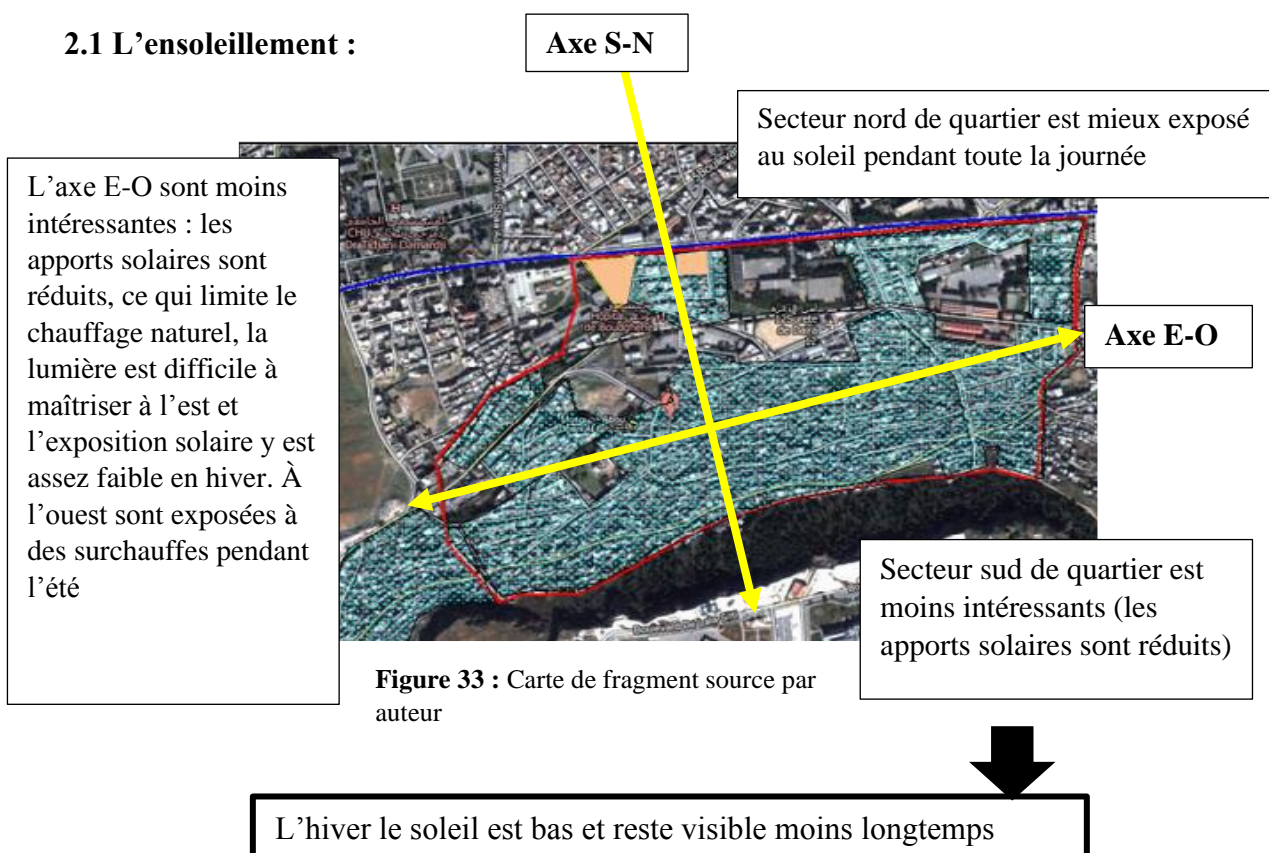 2.1 L’ensoleillement :
Axe S-N
Secteur nord de quartier est mieux exposé
au soleil pendant toute la journée
L’axe E-O sont moins
intéressantes : les
apports solaires sont
réduits, ce qui limite le
chauffage naturel, la
lumière est difficile à
maîtriser à l’est et
l’exposition solaire y est
assez faible en hiver. À
l’ouest sont exposées à
des surchauffes pendant
l’été
Axe E-O
Secteur sud de quartier est
moins intéressants (les
apports solaires sont réduits)
Figure 33 : Carte de fragment source par
auteur
L’hiver le soleil est bas et reste visible moins longtemps